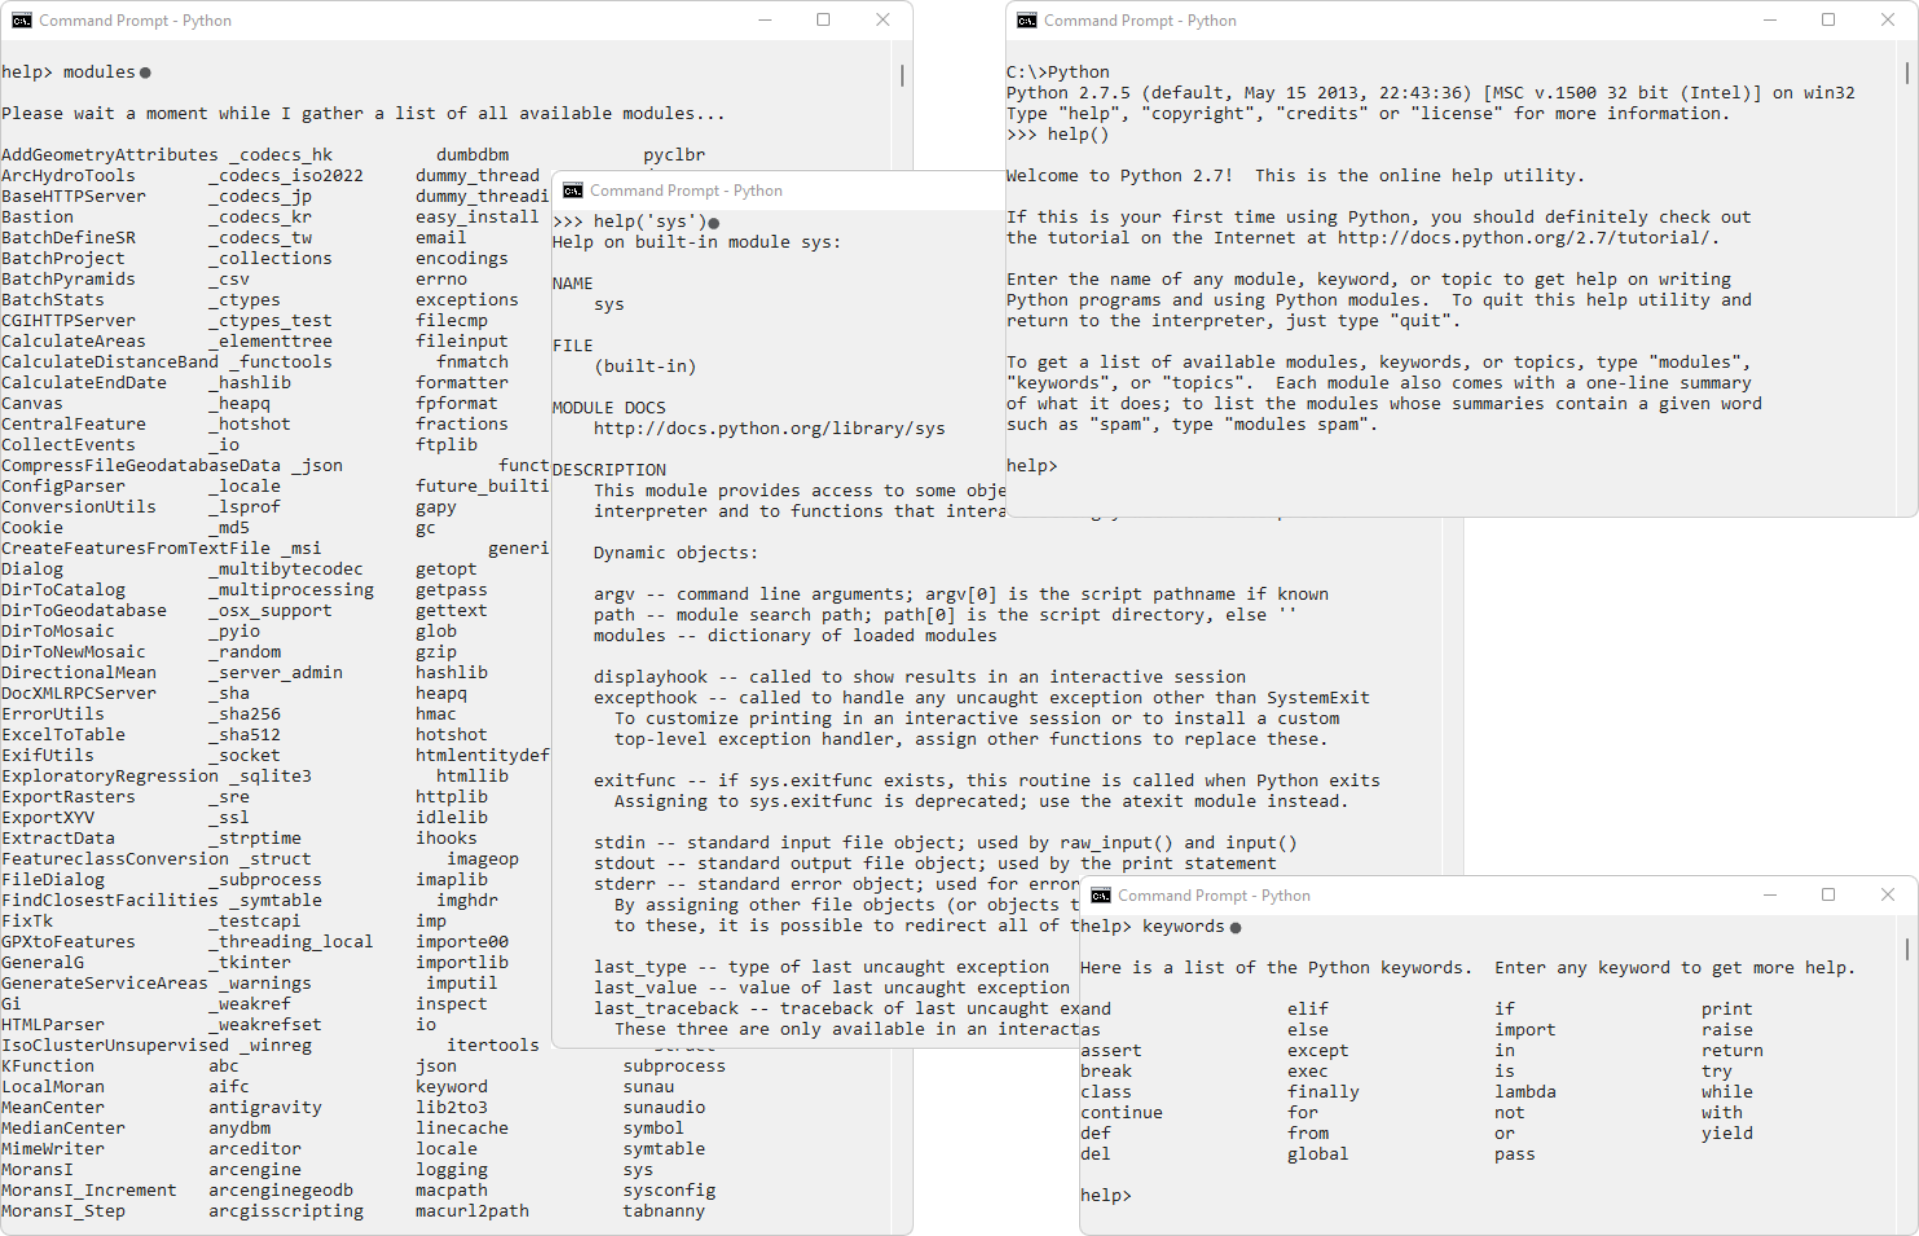 Command Prompt - Python
help> modules
Please wait a moment while I gather a list of all available modules...
AddGeometryAttributes _codecs_hk dumbdbm pyclbr
ArcHydroTools _codecs_iso2022 dummy_thread
BaseHTTPServer _codecs_jp dummy_threadi
Bastion _codecs_kr easy_install
BatchDefineSR _codecs_tw email
BatchProject _collections encodings
BatchPyramids _csv errno
BatchStats _ctypes exceptions
CGIHTTPServer _ctypes_test filecmp
CalculateAreas _elementtree fileinput
CalculateDistanceBand _functools fnmatch
CalculateEndDate _hashlib formatter
Canvas _heapq fpformat
CentralFeature _hotshot fractions
CollectEvents _io ftplib
CompressFileGeodatabaseData _json funct
ConfigParser _locale future_builti
ConversionUtils _lsprof gapy
Cookie _md5 gc
CreateFeaturesFromTextFile _msi generi
Dialog _multibytecodec getopt
DirToCatalog _multiprocessing getpass
DirToGeodatabase _osx_support gettext
DirToMosaic _pyio glob
DirToNewMosaic _random gzip
DirectionalMean _server_admin hashlib
DocXMLRPCServer _sha heapq
ErrorUtils _sha256 hmac
ExcelToTable _sha512 hotshot
ExifUtils _socket htmlentitydef
ExploratoryRegression _sqlite3 htmllib
ExportRasters _sre httplib
ExportXYV _ssl idlelib
ExtractData _strptime ihooks
FeatureclassConversion _struct imageop
FileDialog _subprocess imaplib
FindClosestFacilities _symtable imghdr
FixTk _testcapi imp
GPXtoFeatures _threading_local importe00
GeneralG _tkinter importlib
GenerateServiceAreas _warnings imputil
Gi _weakref inspect
HTMLParser _weakrefset io
IsoClusterUnsupervised _winreg itertools
KFunction abc json subprocess
LocalMoran aifc keyword sunau
MeanCenter antigravity lib2to3 sunaudio
MedianCenter anydbm linecache symbol
MimeWriter arceditor locale symtable
MoransI arcengine logging sys
MoransI_Increment arcenginegeodb macpath sysconfig
MoransI_Step arcgisscripting macurl2path tabnanny
Command Prompt - Python
>>> help('sys')
Help on built-in module sys:
NAME
sys
FILE
(built-in)
MODULE DOCS
http://docs.python.org/library/sys
DESCRIPTION
This module provides access to some obje
interpreter and to functions that intera
Dynamic objects:
argv -- command line arguments; argv[0] is the script pathname if known
path -- module search path; path[0] is the script directory, else ''
modules -- dictionary of loaded modules
displayhook -- called to show results in an interactive session
excepthook -- called to handle any uncaught exception other than SystemExit
To customize printing in an interactive session or to install a custom
top-level exception handler, assign other functions to replace these.
exitfunc -- if sys.exitfunc exists, this routine is called when Python exits
Assigning to sys.exitfunc is deprecated; use the atexit module instead.
stdin -- standard input file object; used by raw_input() and input()
stdout -- standard output file object; used by the print statement
stderr -- standard error object; used for error
By assigning other file objects (or objects t
to these, it is possible to redirect all of t
last_type -- type of last uncaught exception
last_value -- value of last uncaught exception
last_traceback -- traceback of last uncaught ex
These three are only available in an interact
Command Prompt - Python
C:\>Python
Python 2.7.5 (default, May 15 2013, 22:43:36) [MSC v.1500 32 bit (Intel)] on win32
Type "help", "copyright", "credits" or "license" for more information.
>>> help()
Welcome to Python 2.7!  This is the online help utility.
If this is your first time using Python, you should definitely check out
the tutorial on the Internet at http://docs.python.org/2.7/tutorial/.
Enter the name of any module, keyword, or topic to get help on writing
Python programs and using Python modules.  To quit this help utility and
return to the interpreter, just type "quit".
To get a list of available modules, keywords, or topics, type "modules",
"keywords", or "topics".  Each module also comes with a one-line summary
of what it does; to list the modules whose summaries contain a given word
such as "spam", type "modules spam".
help>
Command Prompt - Python
help> keywords
Here is a list of the Python keywords.  Enter any keyword to get more help.
and elif if print
as else import raise
assert except in return
break exec is try
class finally lambda while
continue for not with
def from or yield
del global pass
help>